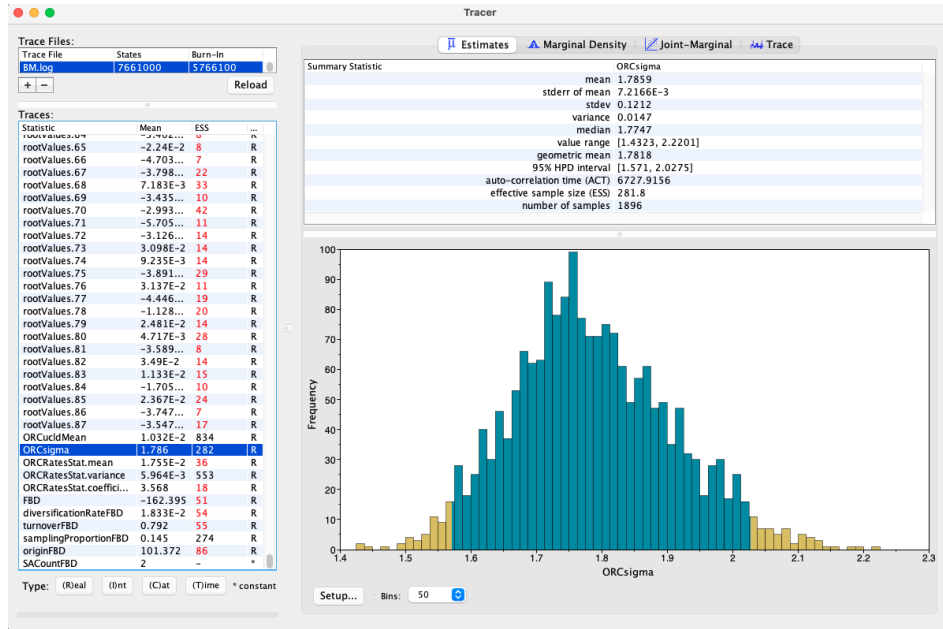 Tracer
Trace Files:
Trace File States Burn-In
BM.log 7661000 5766100
+ − Reload
Traces:
Statistic Mean ESS ...
rootValues.65 -2.24E-2 8 R
rootValues.66 -4.703... 7 R
rootValues.67 -3.798... 22 R
rootValues.68 7.183E-3 33 R
rootValues.69 -3.435... 10 R
rootValues.70 -2.993... 42 R
rootValues.71 -5.705... 11 R
rootValues.72 -3.126... 14 R
rootValues.73 3.098E-2 14 R
rootValues.74 9.235E-3 14 R
rootValues.75 -3.891... 29 R
rootValues.76 3.137E-2 11 R
rootValues.77 -4.446... 19 R
rootValues.78 -1.128... 20 R
rootValues.79 2.481E-2 14 R
rootValues.80 4.717E-3 28 R
rootValues.81 -3.589... 8 R
rootValues.82 3.49E-2 14 R
rootValues.83 1.133E-2 15 R
rootValues.84 -1.705... 10 R
rootValues.85 2.367E-2 24 R
rootValues.86 -3.747... 7 R
rootValues.87 -3.547... 17 R
ORCucldMean 1.032E-2 834 R
ORCsigma 1.786 282 R
ORCRatesStat.mean 1.755E-2 36 R
ORCRatesStat.variance 5.964E-3 553 R
ORCRatesStat.coeffici... 3.568 18 R
FBD -162.395 51 R
diversificationRateFBD 1.833E-2 54 R
turnoverFBD 0.792 55 R
samplingProportionFBD 0.145 274 R
originFBD 101.372 86 R
SACountFBD 2 - *
Type: (R)eal (I)nt (C)at (T)ime * constant
Estimates Marginal Density Joint-Marginal Trace
Summary Statistic ORCsigma
mean 1.7859
stderr of mean 7.2166E-3
stdev 0.1212
variance 0.0147
median 1.7747
value range [1.4323, 2.2201]
geometric mean 1.7818
95% HPD interval [1.571, 2.0275]
auto-correlation time (ACT) 6727.9156
effective sample size (ESS) 281.8
number of samples 1896
100
90
80
70
60
50
40
30
20
10
0
Frequency
1.4 1.5 1.6 1.7 1.8 1.9 2 2.1 2.2 2.3
ORCsigma
Setup... Bins: 50